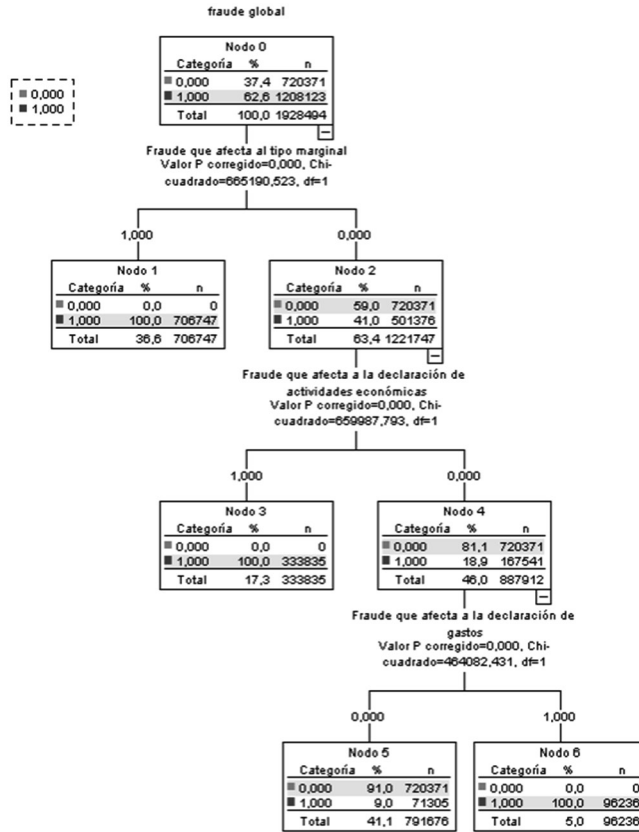 fraude global
0,000
1,000
Nodo 0
Categoría % n
0,000 37,4 720371
1,000 62,6 1208123
Total 100,0 1928494
Fraude que afecta al tipo marginal
Valor P corregido=0,000, Chi-
cuadrado=665190,523, df=1
1,000 0,000
Nodo 1
Categoría % n
0,000 0,0 0
1,000 100,0 706747
Total 36,6 706747
Nodo 2
Categoría % n
0,000 59,0 720371
1,000 41,0 501376
Total 63,4 1221747
Fraude que afecta a la declaración de
actividades económicas
Valor P corregido=0,000, Chi-
cuadrado=659987,793, df=1
1,000 0,000
Nodo 3
Categoría % n
0,000 0,0 0
1,000 100,0 333835
Total 17,3 333835
Nodo 4
Categoría % n
0,000 81,1 720371
1,000 18,9 167541
Total 46,0 887912
Fraude que afecta a la declaración de
gastos
Valor P corregido=0,000, Chi-
cuadrado=464082,431, df=1
0,000 1,000
Nodo 5
Categoría % n
0,000 91,0 720371
1,000 9,0 71305
Total 41,1 791676
Nodo 6
Categoría % n
0,000 0,0 0
1,000 100,0 96236
Total 5,0 96236